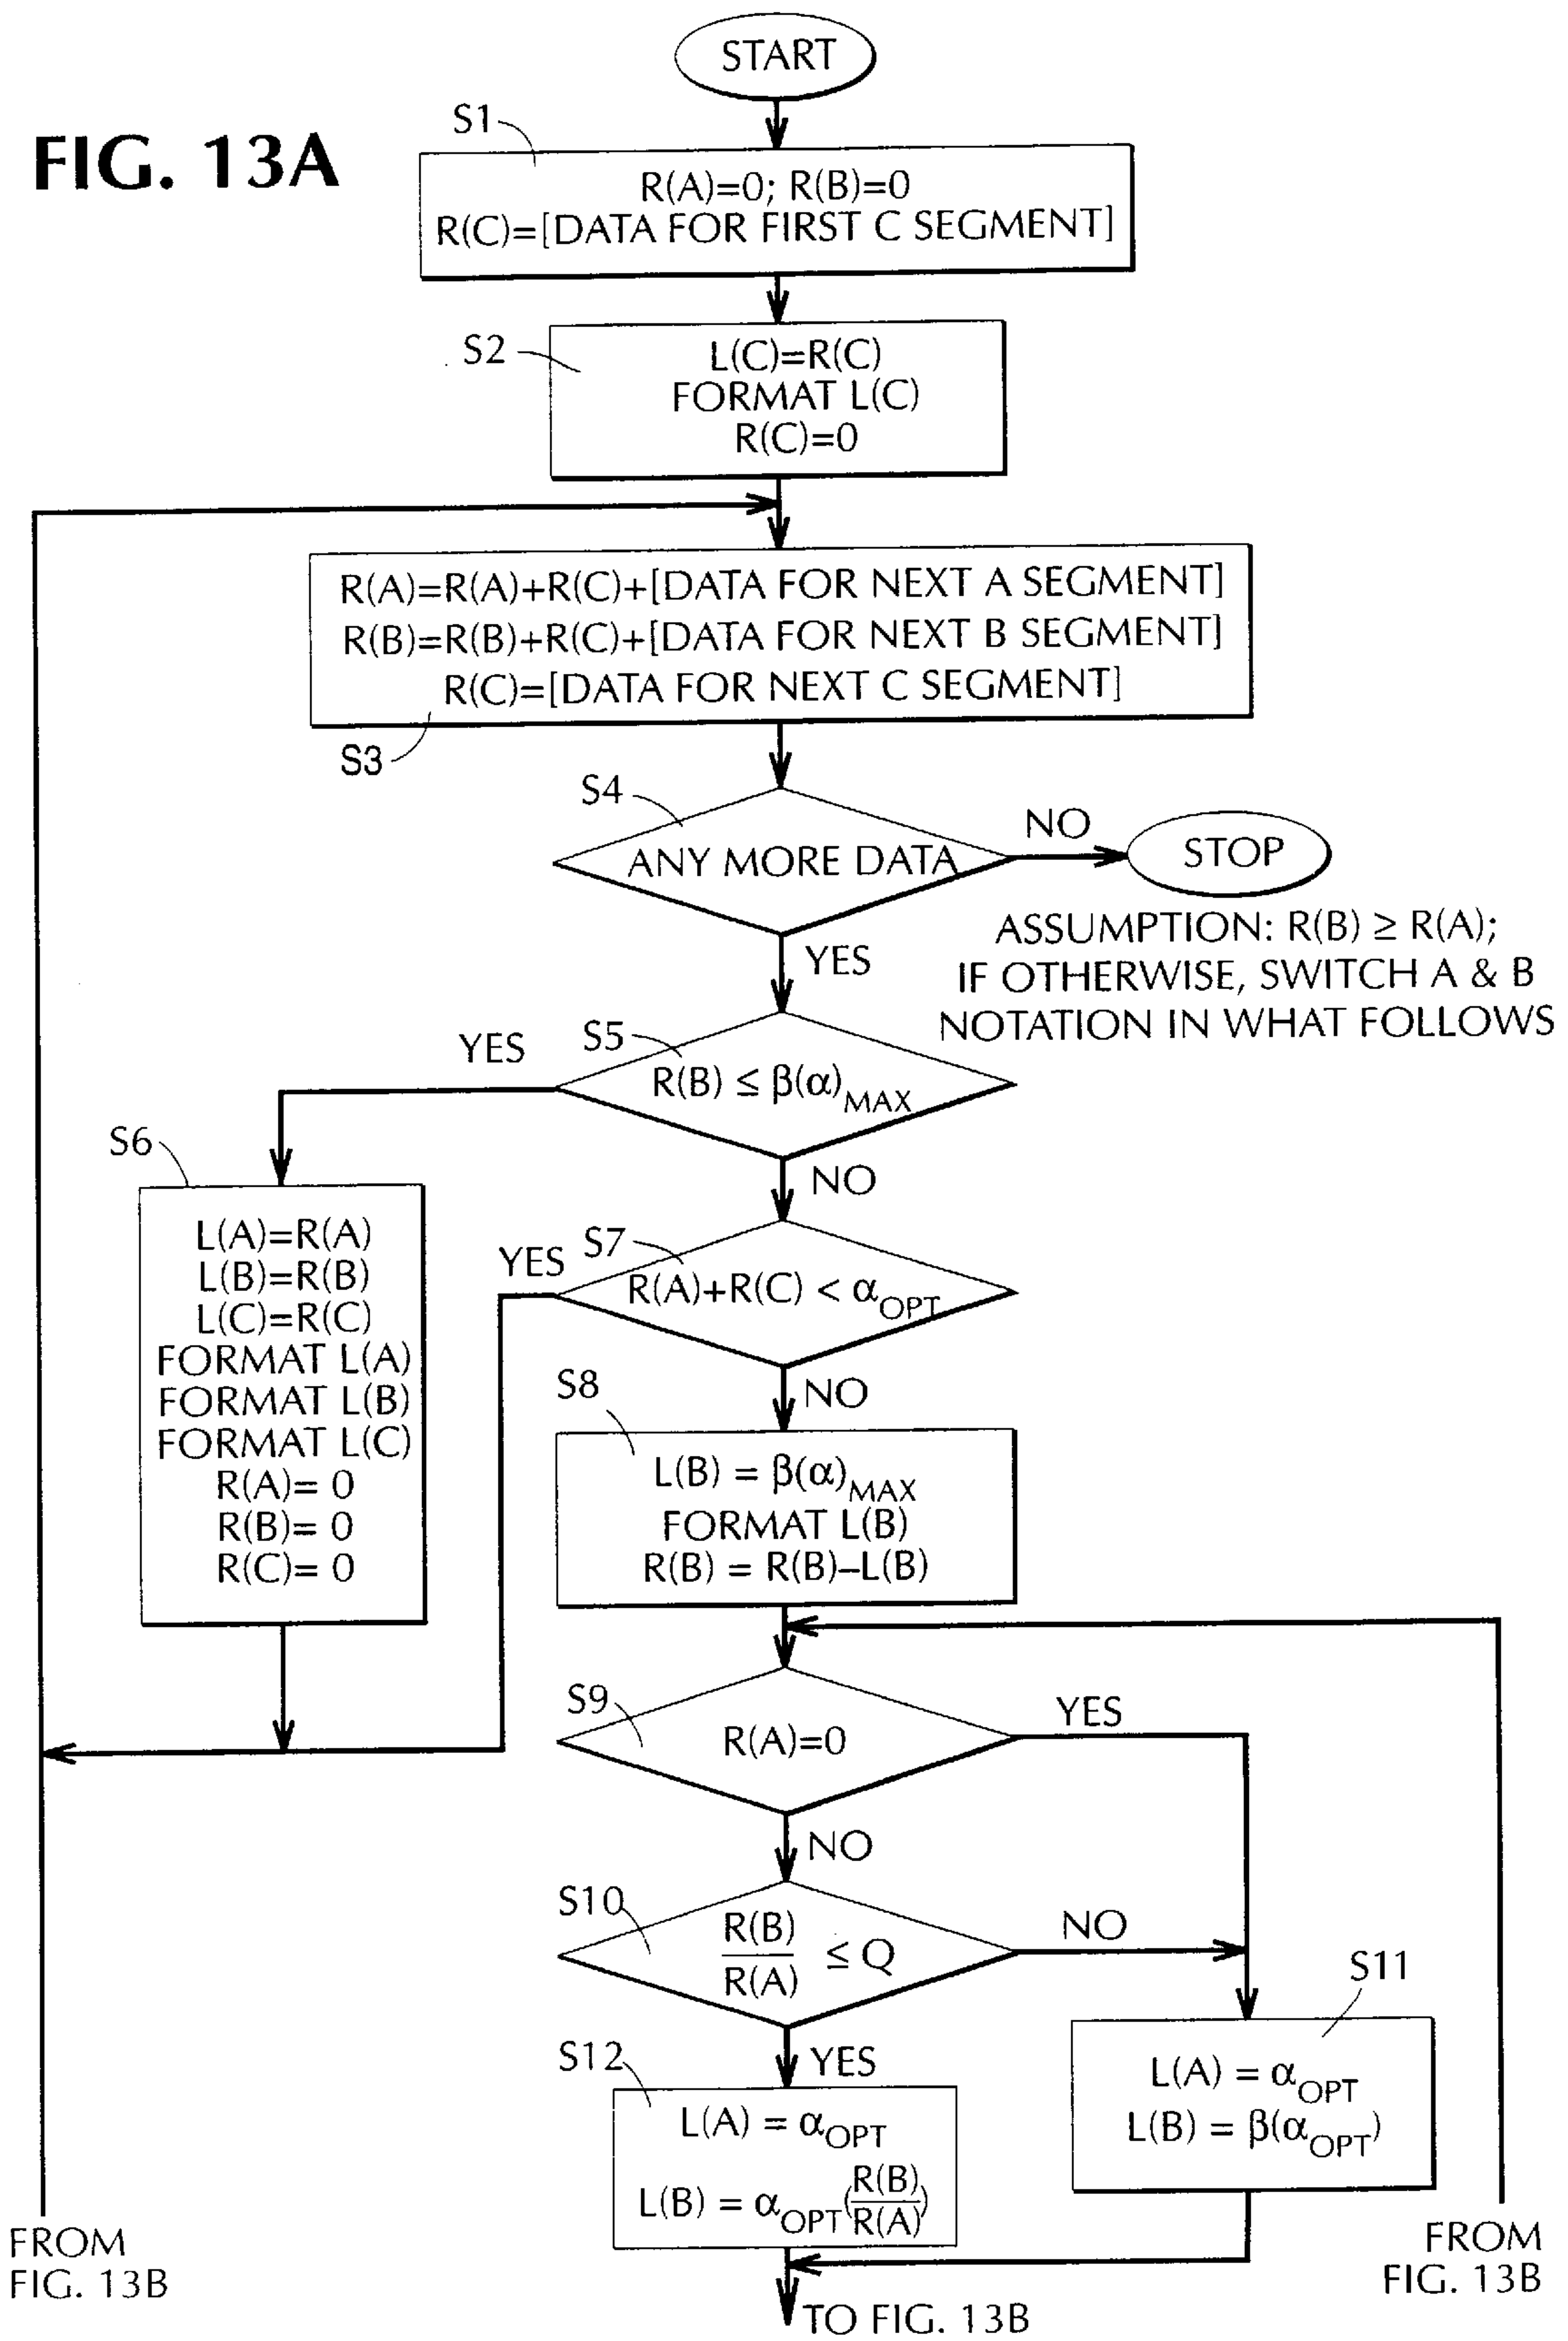 START
S1
FIG. 13A
R(A)=0; R(B)=0
R(C)=[DATA FOR FIRST C SEGMENT]
S2
L(C)=R(C)
FORMAT L(C)
R(C)=0
R(A)=R(A)+R(C)+[DATA FOR NEXT A SEGMENT]
R(B)=R(B)+R(C)+[DATA FOR NEXT B SEGMENT]
R(C)=[DATA FOR NEXT C SEGMENT]
S3
S4
ANY MORE DATA
NO
STOP
YES
ASSUMPTION: R(B) ≥ R(A);
IF OTHERWISE, SWITCH A & B
NOTATION IN WHAT FOLLOWS
S5
YES
R(B) ≤ β(α)MAX
NO
S6
L(A)=R(A)
L(B)=R(B)
L(C)=R(C)
FORMAT L(A)
FORMAT L(B)
FORMAT L(C)
R(A)= 0
R(B)= 0
R(C)= 0
S7
YES
R(A)+R(C) < αOPT
NO
S8
L(B) = β(α)MAX
FORMAT L(B)
R(B) = R(B)–L(B)
S9
R(A)=0
YES
NO
S10
R(B)
R(A) ≤ Q
NO
YES
S11
L(A) = αOPT
L(B) = β(αOPT)
S12
L(A) = αOPT
L(B) = αOPT(R(B)/R(A))
FROM
FIG. 13B
FROM
FIG. 13B
TO FIG. 13B